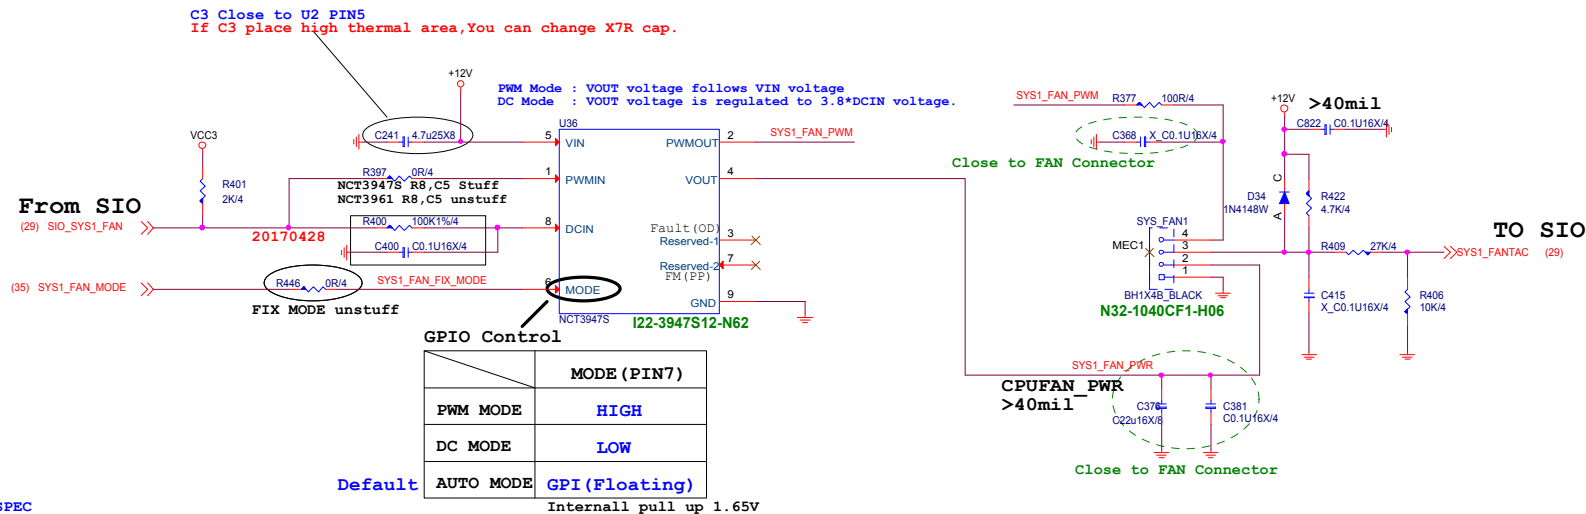 C3 Close to U2 PIN5
If C3 place high thermal area,You can change X7R cap.
+12V
PWM Mode : VOUT voltage follows VIN voltage
DC Mode  : VOUT voltage is regulated to 3.8*DCIN voltage.
VCC3
C241 4.7u25X8
U36
5 VIN
PWMOUT 2 SYS1_FAN_PWM
R397 0R/4
1 PWMIN
VOUT 4
NCT3947S R8,C5 Stuff
NCT3961 R8,C5 unstuff
R401
2K/4
From SIO
(29) SIO_SYS1_FAN
20170428
R400 100K1%/4
8 DCIN
C400 C0.1U16X/4
Fault(OD)
Reserved-1 3
Reserved-2 7
FM(PP)
(35) SYS1_FAN_MODE
R446 0R/4
SYS1_FAN_FIX_MODE
6 MODE
GND 9
FIX MODE unstuff
NCT3947S
I22-3947S12-N62
GPIO Control
MODE(PIN7)
PWM MODE HIGH
DC MODE LOW
Default AUTO MODE GPI(Floating)
Internall pull up 1.65V
SPEC
SYS1_FAN_PWM
R377 100R/4
C368 X_C0.1U16X/4
Close to FAN Connector
+12V
>40mil
C822 C0.1U16X/4
D34
1N4148W
C
A
R422
4.7K/4
SYS_FAN1
MEC1
4
3
2
1
BH1X4B_BLACK
N32-1040CF1-H06
R409 27K/4
TO SIO
SYS1_FANTAC (29)
C415
X_C0.1U16X/4
R406
10K/4
SYS1_FAN_PWR
CPUFAN_PWR
>40mil
C376
C22u16X/8
C381
C0.1U16X/4
Close to FAN Connector